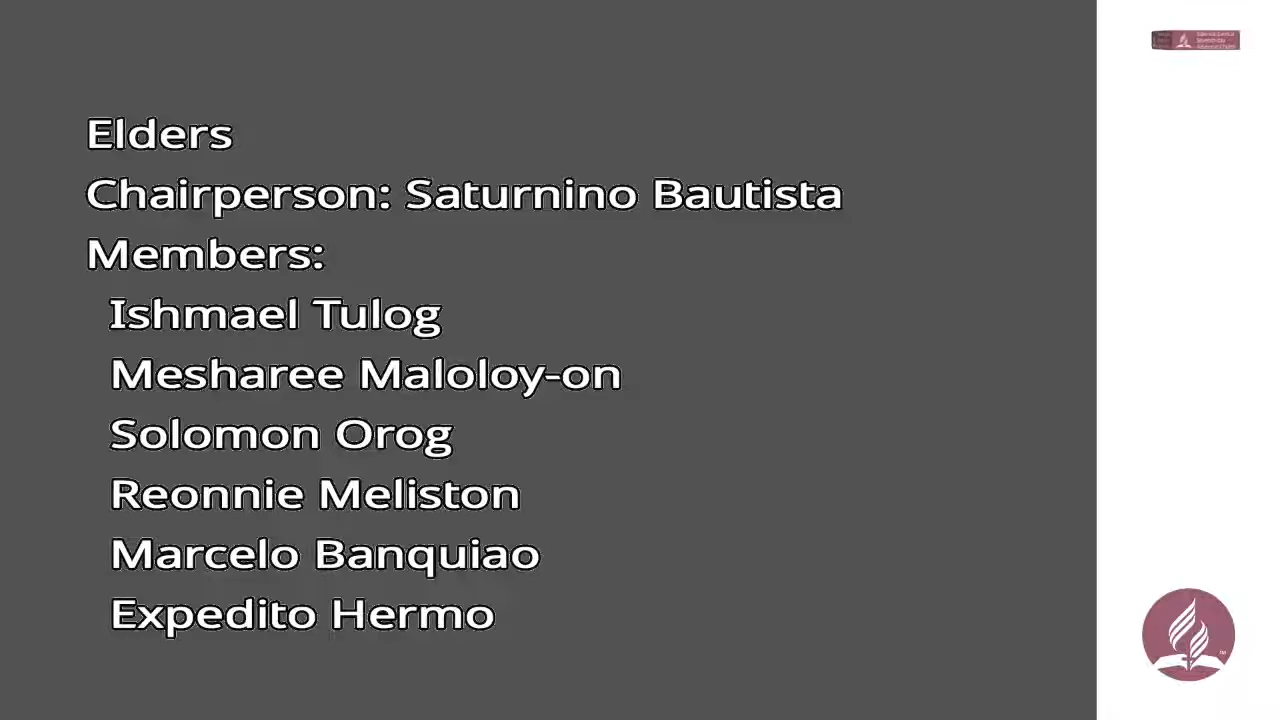 Elders
Chairperson: Saturnino Bautista
Members:
Ishmael Tulog
Mesharee Maloloy-on
Solomon Orog
Reonnie Meliston
Marcelo Banquiao
Expedito Hermo